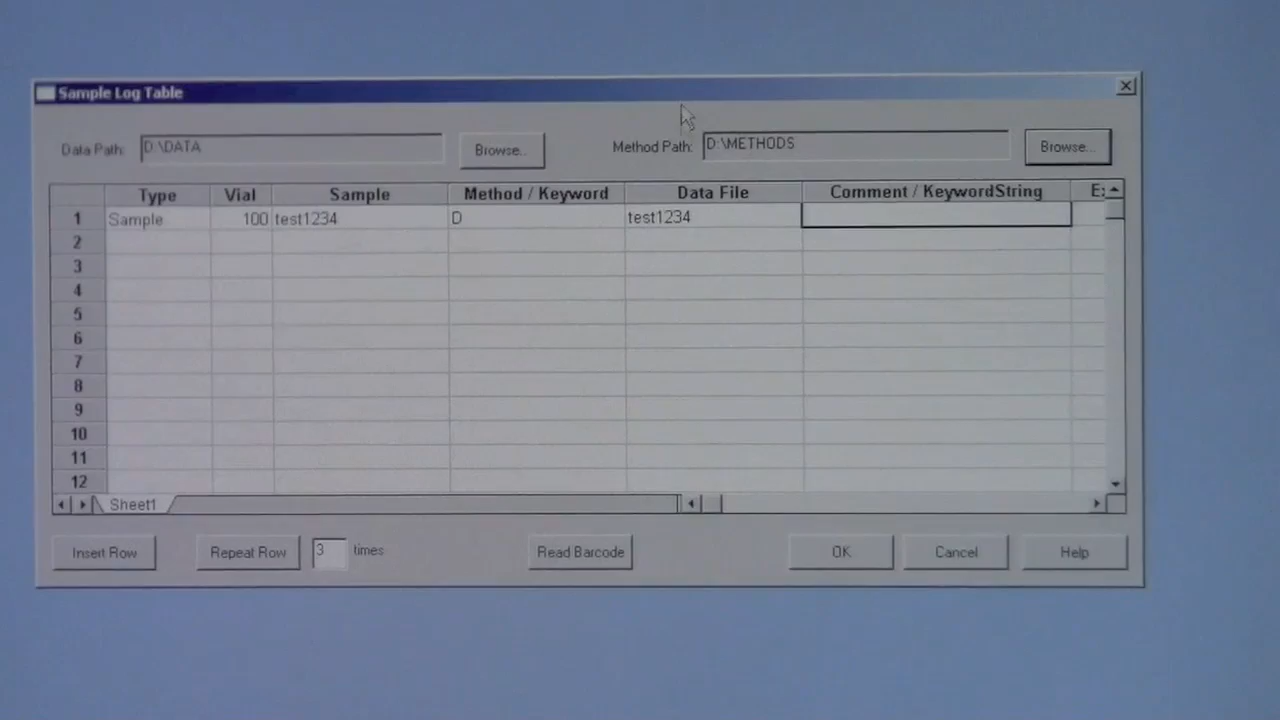 Sample Log Table
Data Path: D:\DATA Browse.. Method Path: D:\METHODS Browse...
Type Vial Sample Method / Keyword Data File Comment / KeywordString
1 Sample 100 test1234 D test1234
2
3
4
5
6
7
8
9
10
11
12
Sheet1
Insert Row Repeat Row 3 times Read Barcode OK Cancel Help